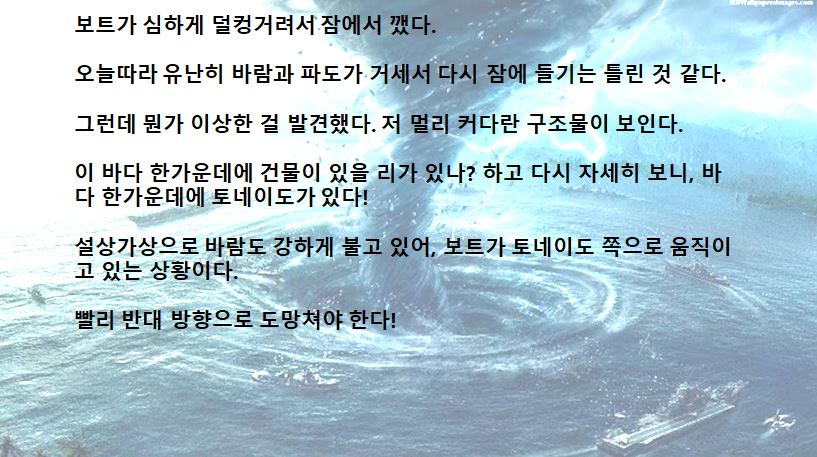 HDWallpapersImages.com
보트가 심하게 덜컹거려서 잠에서 깼다.
오늘따라 유난히 바람과 파도가 거세서 다시 잠에 들기는 틀린 것 같다.
그런데 뭔가 이상한 걸 발견했다. 저 멀리 커다란 구조물이 보인다.
이 바다 한가운데에 건물이 있을 리가 있나? 하고 다시 자세히 보니, 바
다 한가운데에 토네이도가 있다!
설상가상으로 바람도 강하게 불고 있어, 보트가 토네이도 쪽으로 움직이
고 있는 상황이다.
빨리 반대 방향으로 도망쳐야 한다!